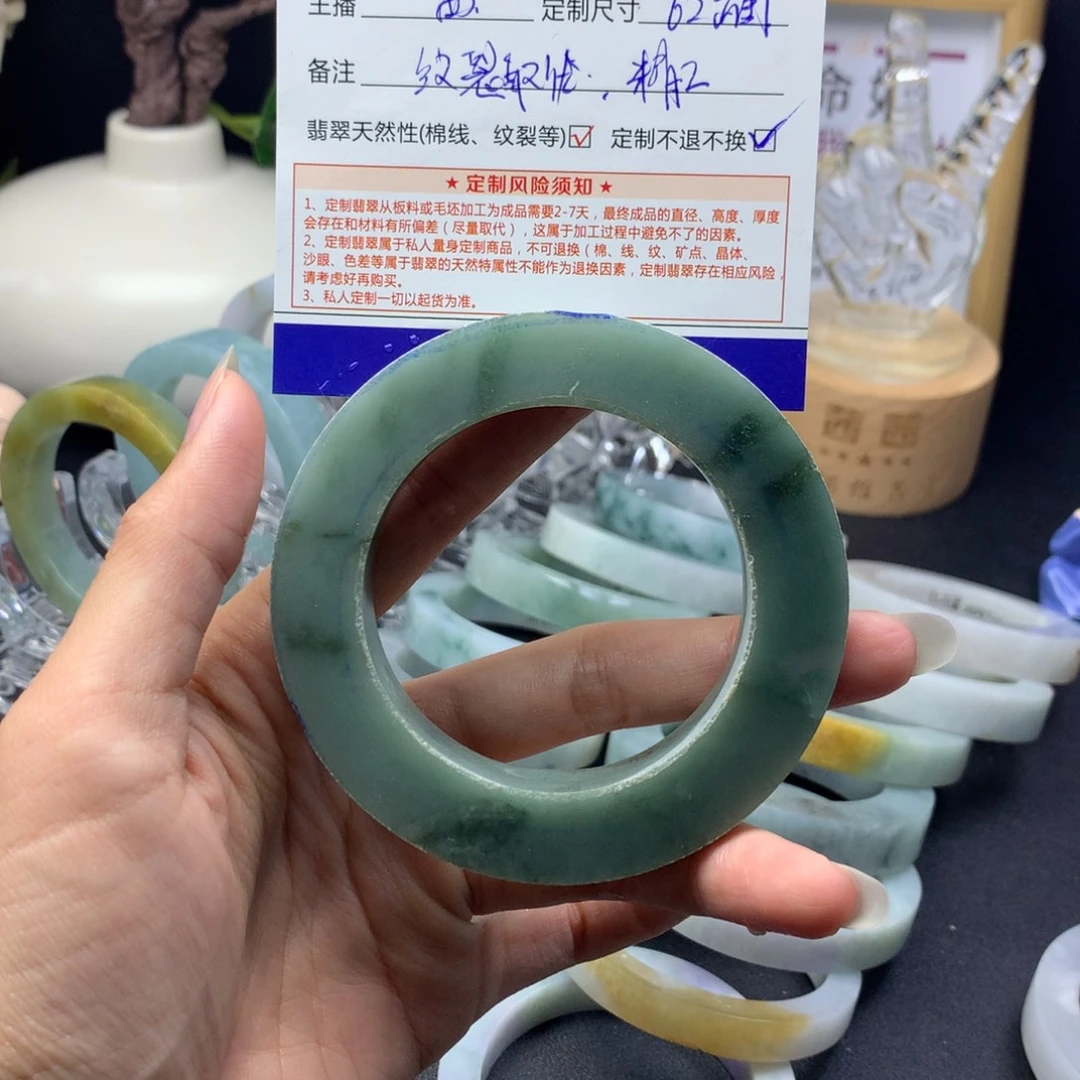 主播 定制尺寸 62圆
备注 纹裂取优. 精工
翡翠天然性(棉线、纹裂等)☑ 定制不退不换☑
★ 定制风险须知 ★
1、定制翡翠从板料或毛坯加工为成品需要2-7天，最终成品的直径、高度、厚度
会存在和材料有所偏差（尽量取代），这属于加工过程中避免不了的因素。
2、定制翡翠属于私人量身定制商品，不可退换（棉、线、纹、矿点、晶体、
沙眼、色差等属于翡翠的天然特属性不能作为退换因素，定制翡翠存在相应风险，
请考虑好再购买。
3、私人定制一切以起货为准。